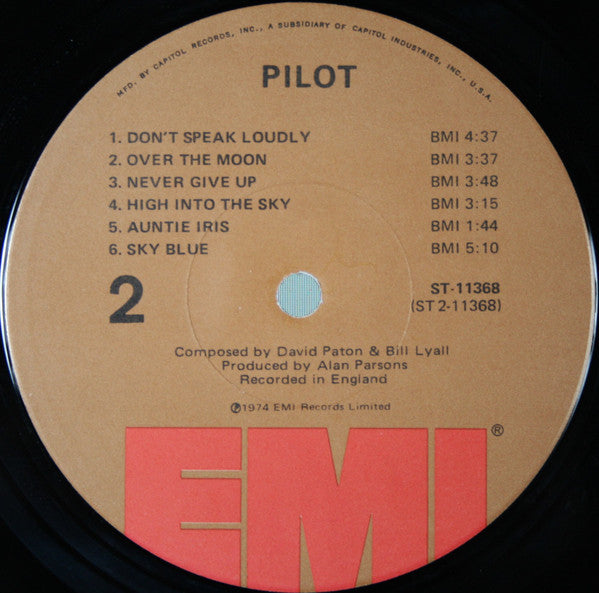 MFD. BY CAPITOL RECORDS, INC., A SUBSIDIARY OF CAPITOL INDUSTRIES, INC., U.S.A.
PILOT
1. DON'T SPEAK LOUDLY BMI 4:37
2. OVER THE MOON BMI 3:37
3. NEVER GIVE UP BMI 3:48
4. HIGH INTO THE SKY BMI 3:15
5. AUNTIE IRIS BMI 1:44
6. SKY BLUE BMI 5:10
2
ST-11368
(ST 2-11368)
Composed by David Paton & Bill Lyall
Produced by Alan Parsons
Recorded in England
℗1974 EMI Records Limited
EMI®